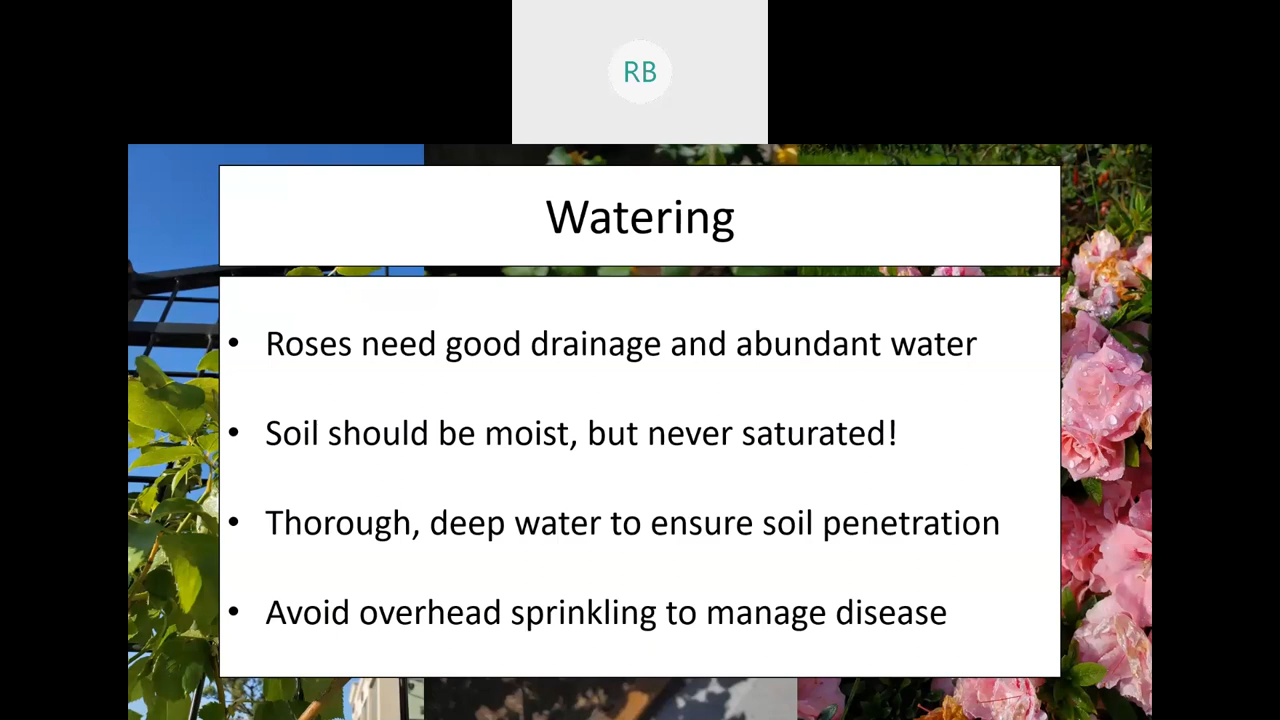 RB
Watering
• Roses need good drainage and abundant water
• Soil should be moist, but never saturated!
• Thorough, deep water to ensure soil penetration
• Avoid overhead sprinkling to manage disease